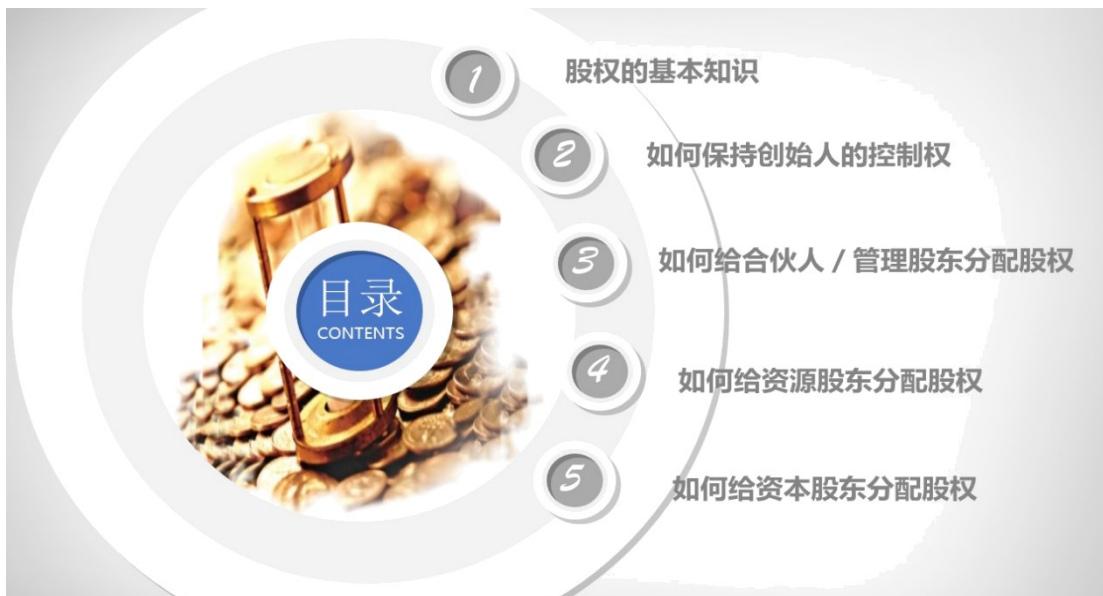 1
股权的基本知识
2
如何保持创始人的控制权
3
如何给合伙人 / 管理股东分配股权
目录
CONTENTS
4
如何给资源股东分配股权
5
如何给资本股东分配股权